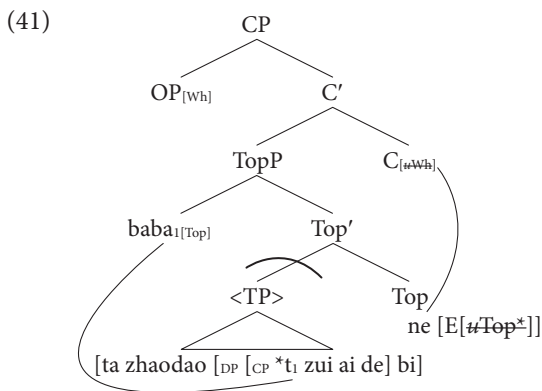 (41)
CP
OP[Wh] C′
TopP C[uWh]
baba1[Top] Top′
<TP> Top
ne [E[uTop*]]
[ta zhaodao [DP [CP *t1 zui ai de] bi]